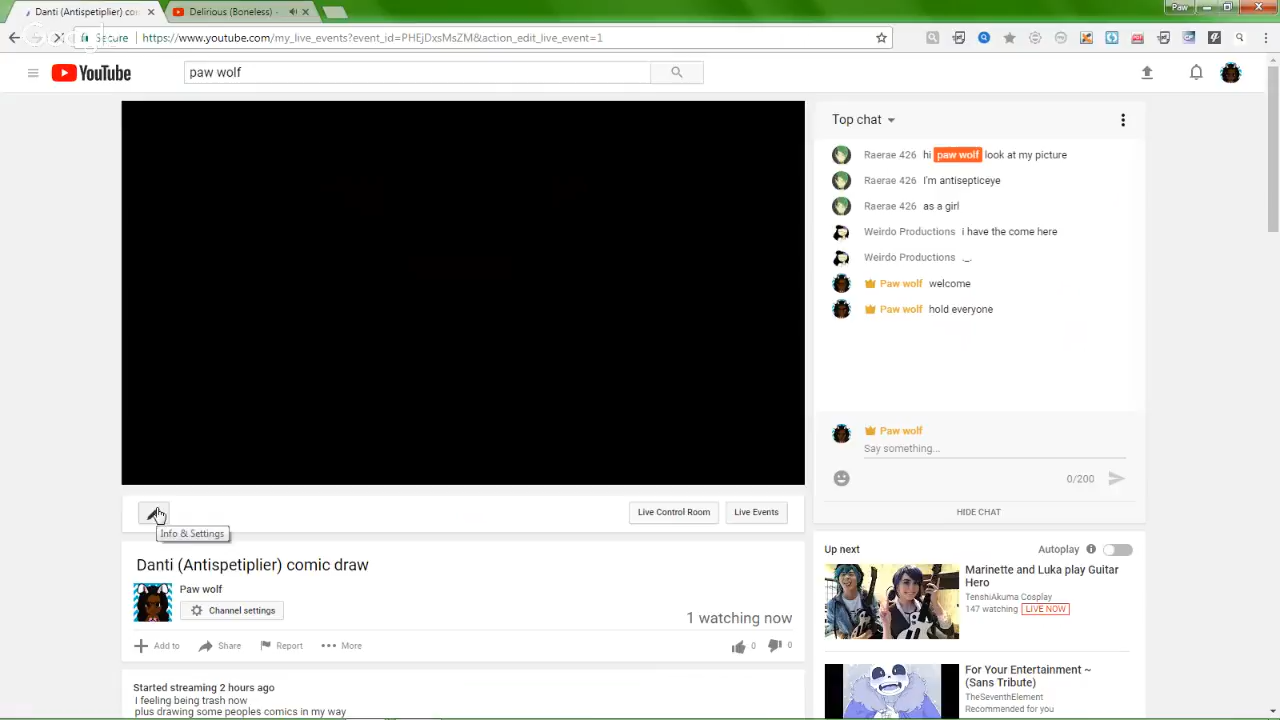 Danti (Antispetiplier) co
Delirious (Boneless) -
Paw
Secure
https://www.youtube.com/my_live_events?event_id=PHEjDxsMsZM&action_edit_live_event=1
YouTube
paw wolf
Top chat
Raerae 426 hi paw wolf look at my picture
Raerae 426 I'm antisepticeye
Raerae 426 as a girl
Weirdo Productions i have the come here
Weirdo Productions ._.
Paw wolf welcome
Paw wolf hold everyone
Paw wolf
Say something...
0/200
HIDE CHAT
Info & Settings
Live Control Room
Live Events
Danti (Antispetiplier) comic draw
Paw wolf
Channel settings
1 watching now
Add to
Share
Report
More
0
0
Started streaming 2 hours ago
I feeling being trash now
plus drawing some peoples comics in my way
Up next
Autoplay
Marinette and Luka play Guitar
Hero
TenshiAkuma Cosplay
147 watching LIVE NOW
For Your Entertainment ~
(Sans Tribute)
TheSeventhElement
Recommended for you